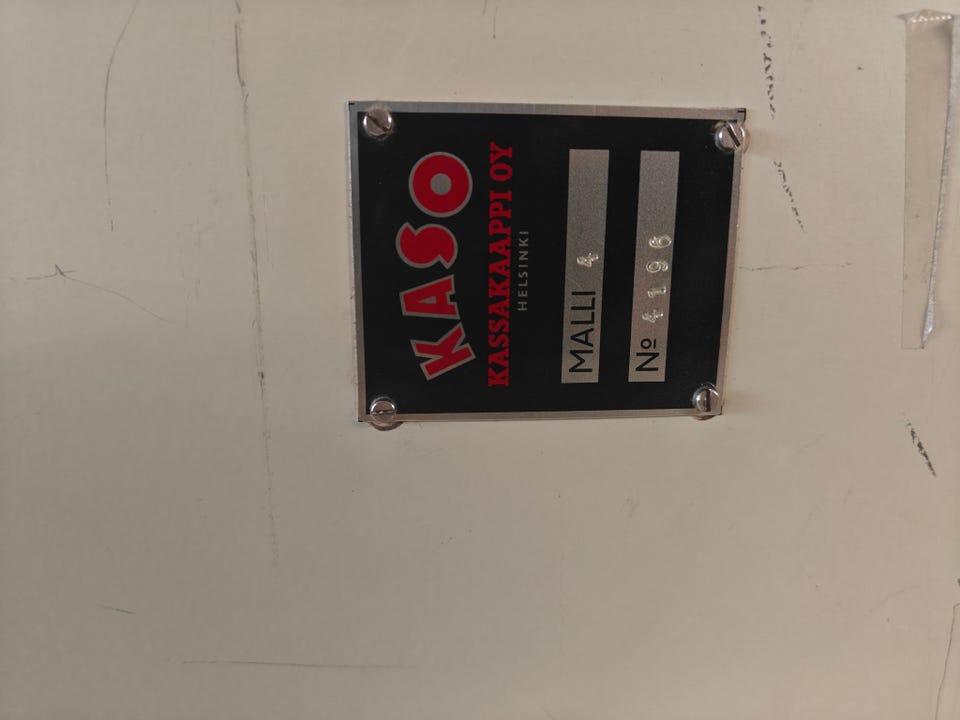 KASO
KASSAKAAPPI OY
HELSINKI
MALLI 4
No 4196